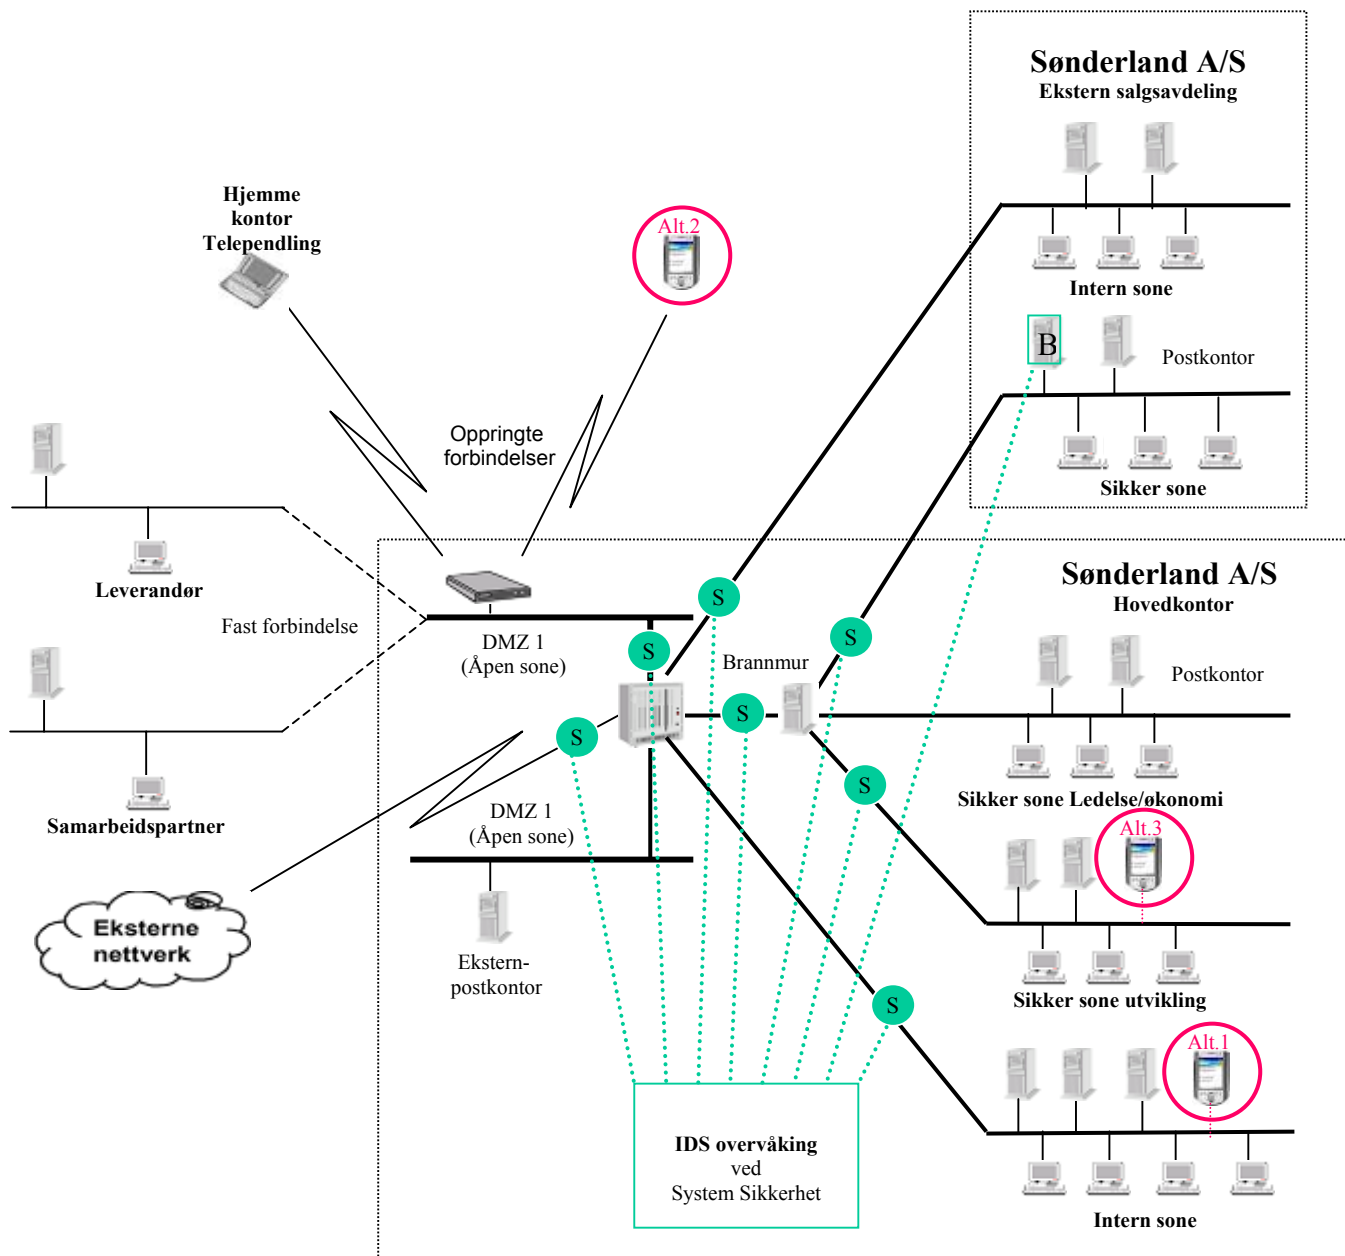 Sønderland A/S
Ekstern salgsavdeling
Hjemme
kontor
Telependling
Alt.2
Intern sone
B
Postkontor
Oppringte
forbindelser
Sikker sone
Leverandør
Sønderland A/S
Hovedkontor
Fast forbindelse
DMZ 1
(Åpen sone)
S
S
S
Brannmur
Postkontor
S
S
Samarbeidspartner
DMZ 1
(Åpen sone)
S
Sikker sone Ledelse/økonomi
Alt.3
Eksterne
nettverk
Ekstern-
postkontor
Sikker sone utvikling
S
Alt.1
IDS overvåking
ved
System Sikkerhet
Intern sone